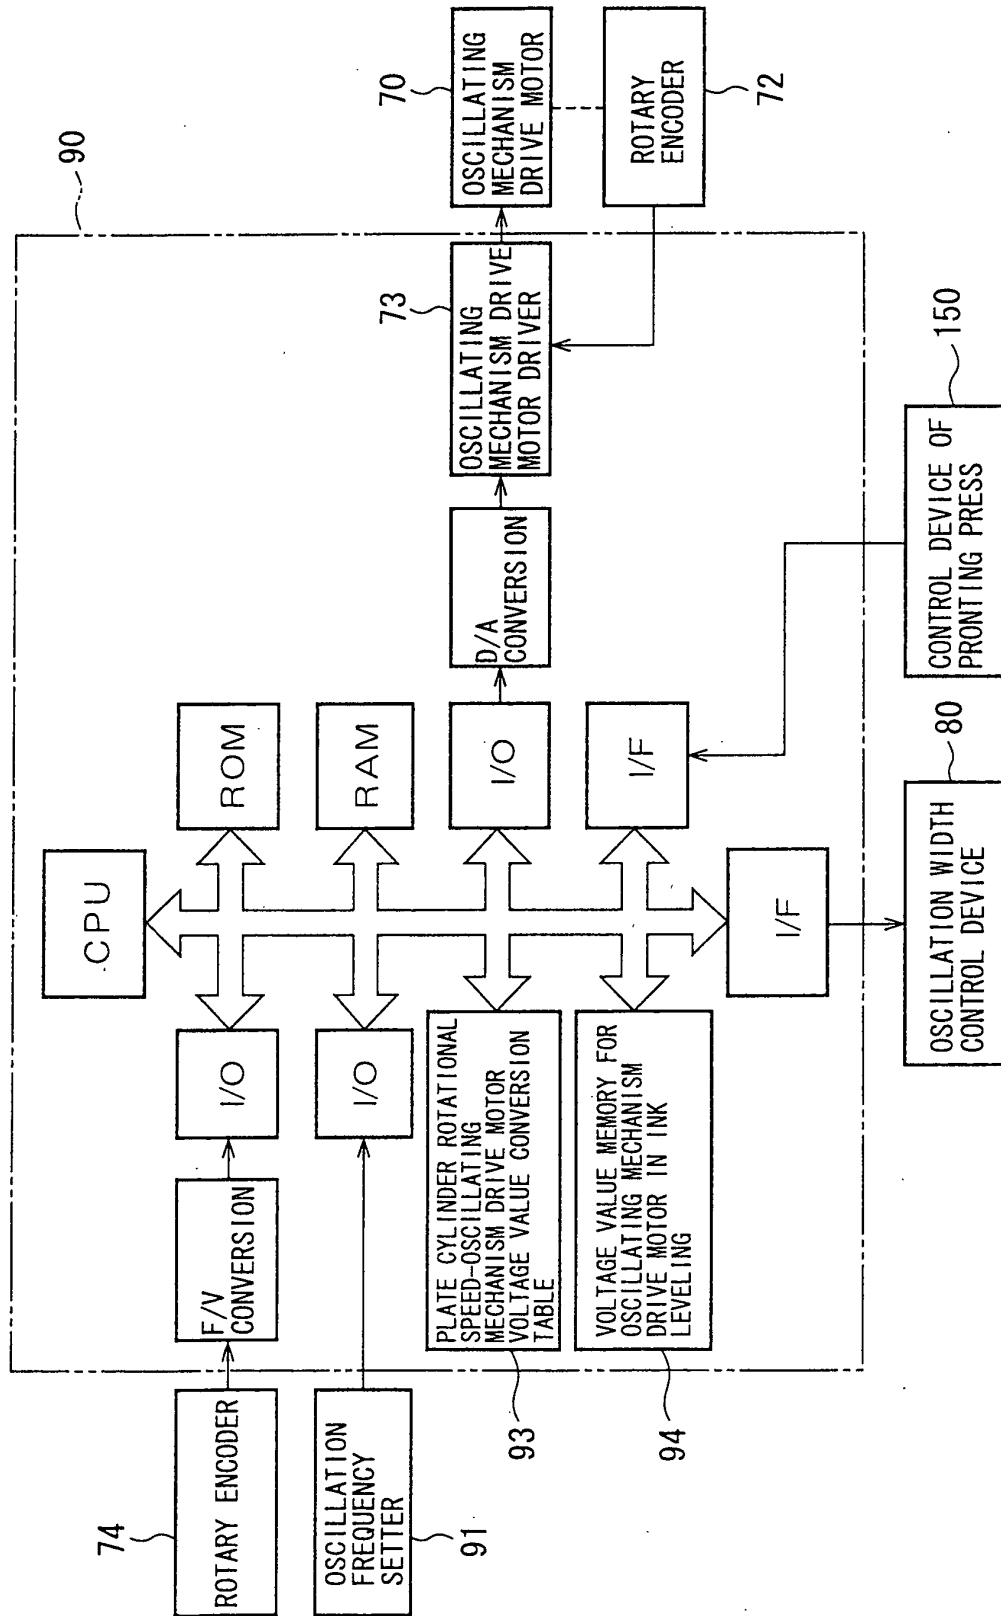 90
74
ROTARY ENCODER
F/V
CONVERSION
I/O
CPU
ROM
91
OSCILLATION
FREQUENCY
SETTER
I/O
RAM
93
PLATE CYLINDER ROTATIONAL
SPEED-OSCILLATING
MECHANISM DRIVE MOTOR
VOLTAGE VALUE CONVERSION
TABLE
I/O
D/A
CONVERSION
73
OSCILLATING
MECHANISM DRIVE
MOTOR DRIVER
70
OSCILLATING
MECHANISM
DRIVE MOTOR
94
VOLTAGE VALUE MEMORY FOR
OSCILLATING MECHANISM
DRIVE MOTOR IN INK
LEVELING
I/F
ROTARY
ENCODER
72
I/F
80
OSCILLATION WIDTH
CONTROL DEVICE
150
CONTROL DEVICE OF
PRONTING PRESS